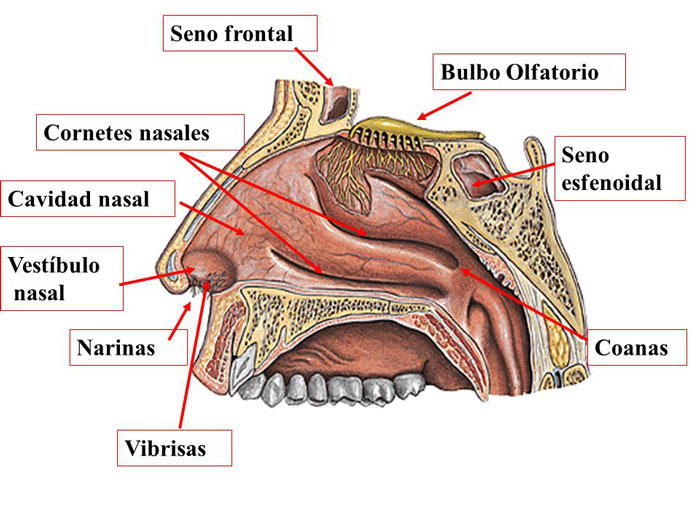 Seno frontal
Bulbo Olfatorio
Cornetes nasales
Seno
esfenoidal
Cavidad nasal
Vestíbulo
nasal
Narinas
Coanas
Vibrisas